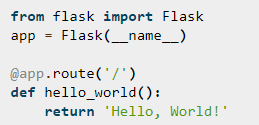 from flask import Flask
app = Flask(__name__)

@app.route('/')
def hello_world():
    return 'Hello, World!'